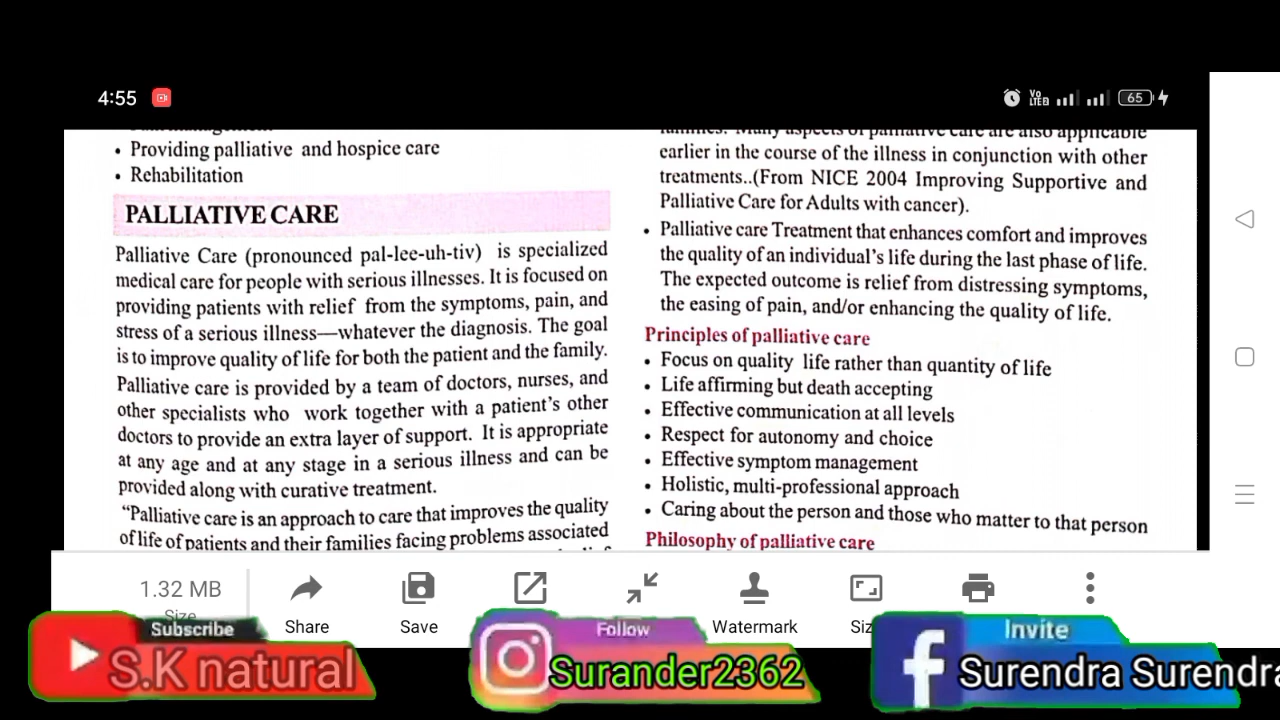 4:55
Vo
LTE2
65
• Providing palliative and hospice care
• Rehabilitation
PALLIATIVE CARE
Palliative Care (pronounced pal-lee-uh-tiv) is specialized
medical care for people with serious illnesses. It is focused on
providing patients with relief from the symptoms, pain, and
stress of a serious illness—whatever the diagnosis. The goal
is to improve quality of life for both the patient and the family.
Palliative care is provided by a team of doctors, nurses, and
other specialists who work together with a patient's other
doctors to provide an extra layer of support. It is appropriate
at any age and at any stage in a serious illness and can be
provided along with curative treatment.
"Palliative care is an approach to care that improves the quality
of life of patients and their families facing problems associated
families. Many aspects of palliative care are also applicable
earlier in the course of the illness in conjunction with other
treatments..(From NICE 2004 Improving Supportive and
Palliative Care for Adults with cancer).
• Palliative care Treatment that enhances comfort and improves
the quality of an individual's life during the last phase of life.
The expected outcome is relief from distressing symptoms,
the easing of pain, and/or enhancing the quality of life.
Principles of palliative care
• Focus on quality life rather than quantity of life
• Life affirming but death accepting
• Effective communication at all levels
• Respect for autonomy and choice
• Effective symptom management
• Holistic, multi-professional approach
• Caring about the person and those who matter to that person
Philosophy of palliative care
1.32 MB
Size
Share
Save
Watermark
Siz
Subscribe
S.K natural
Follow
Surander2362
Invite
Surendra Surendra